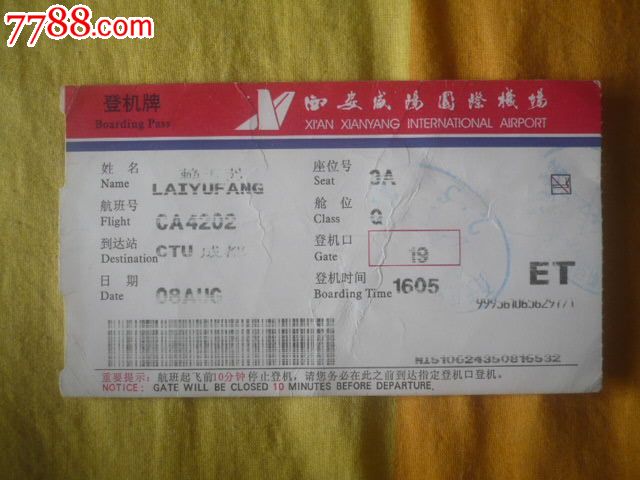 7788.com
登机牌
Boarding Pass
西安咸陽國際機場
XI'AN XIANYANG INTERNATIONAL AIRPORT
姓 名
Name LAIYUFANG
座位号
Seat 3A
航班号
Flight CA4202
舱 位
Class Q
到达站
Destination CTU 成都
登机口
Gate 19
日 期
Date 08AUG
登机时间
Boarding Time 1605
ET
重要提示：航班起飞前10分钟停止登机，请您务必在此之前到达指定登机口登机。
NOTICE: GATE WILL BE CLOSED 10 MINUTES BEFORE DEPARTURE.